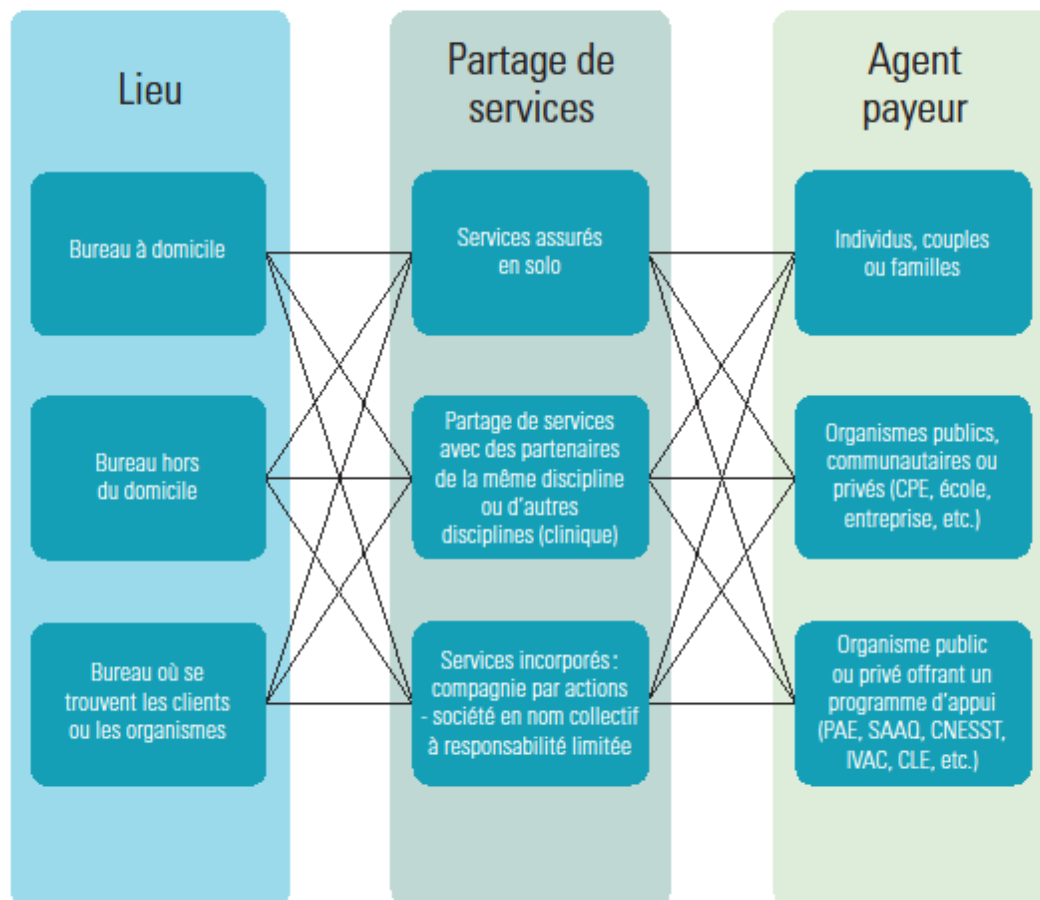 Lieu
Partage de
services
Agent
payeur
Bureau à domicile
Services assurés
en solo
Individus, couples
ou familles
Bureau hors
du domicile
Partage de services
avec des partenaires
de la même discipline
ou d'autres
disciplines (clinique)
Organismes publics,
communautaires ou
privés (CPE, école,
entreprise, etc.)
Bureau où se
trouvent les clients
ou les organismes
Services incorporés :
compagnie par actions
- société en nom collectif
à responsabilité limitée
Organisme public
ou privé offrant un
programme d'appui
(PAE, SAAQ, CNESST,
IVAC, CLE, etc.)